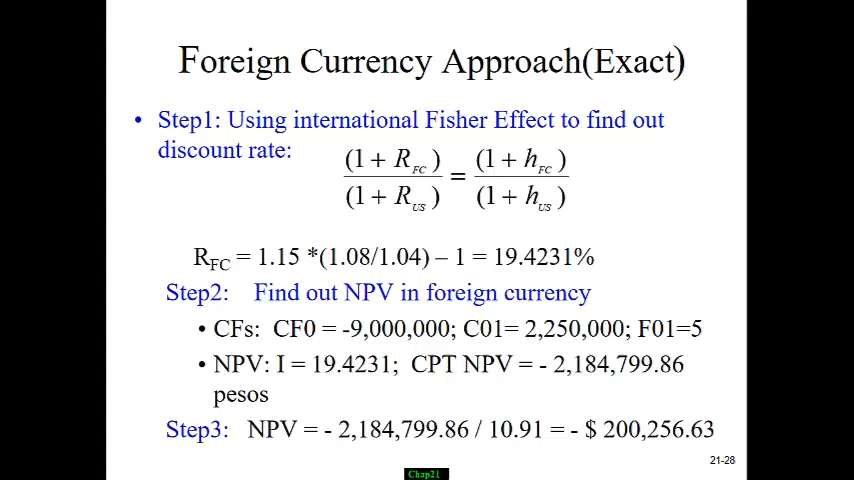 Foreign Currency Approach(Exact)
• Step1: Using international Fisher Effect to find out
discount rate:
(1 + R_FC) / (1 + R_US) = (1 + h_FC) / (1 + h_US)
R_FC = 1.15 *(1.08/1.04) – 1 = 19.4231%
Step2: Find out NPV in foreign currency
• CFs: CF0 = -9,000,000; C01= 2,250,000; F01=5
• NPV: I = 19.4231; CPT NPV = - 2,184,799.86
pesos
Step3: NPV = - 2,184,799.86 / 10.91 = - $ 200,256.63
21-28
Chap21